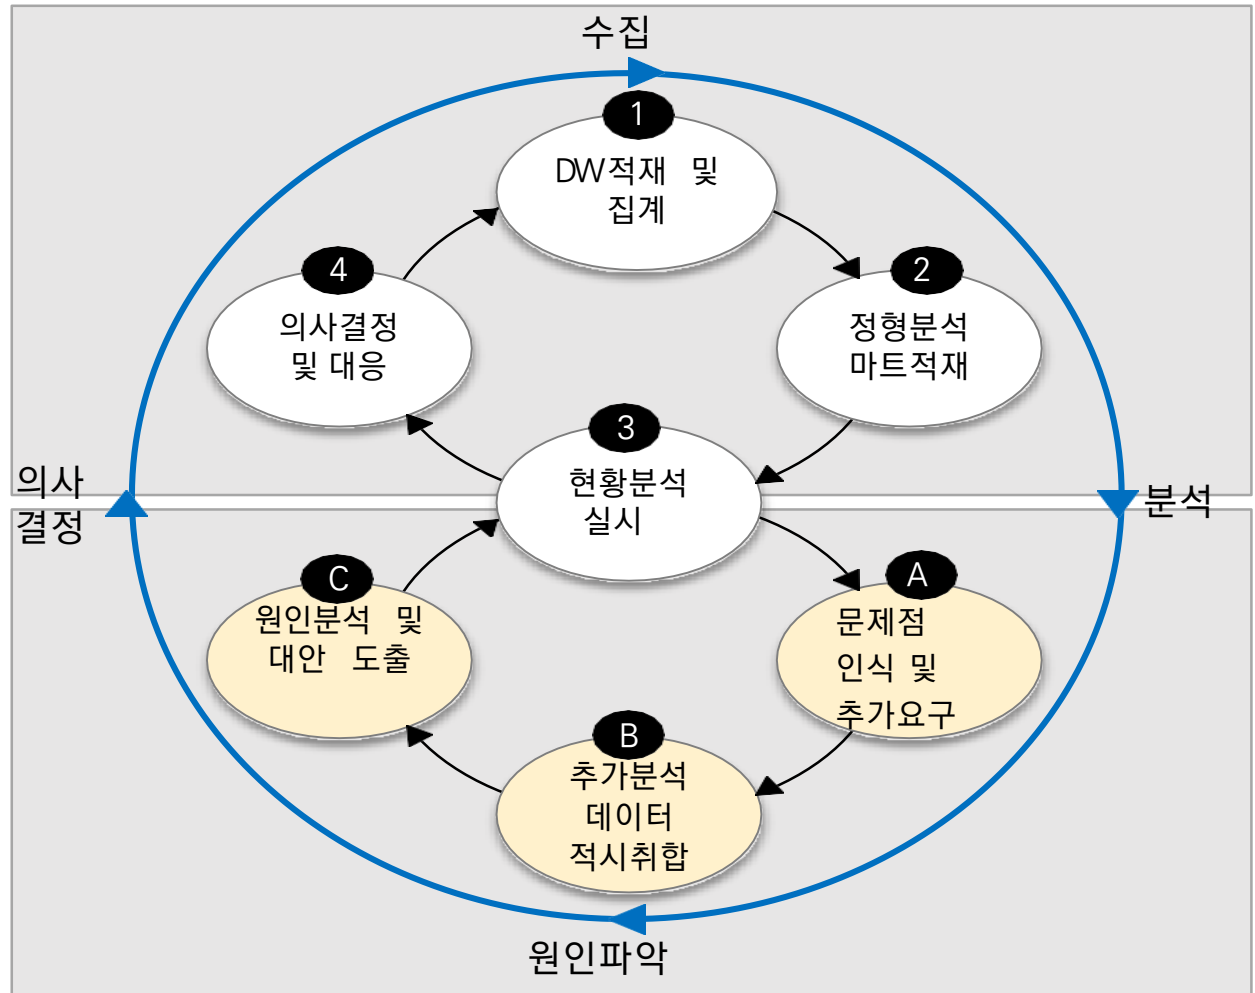 수집
1
DW적재 및
집계
4
의사결정
및 대응
2
정형분석
마트적재
3
현황분석
실시
의사
결정
분석
C
원인분석 및
대안 도출
A
문제점
인식 및
추가요구
B
추가분석
데이터
적시취합
원인파악